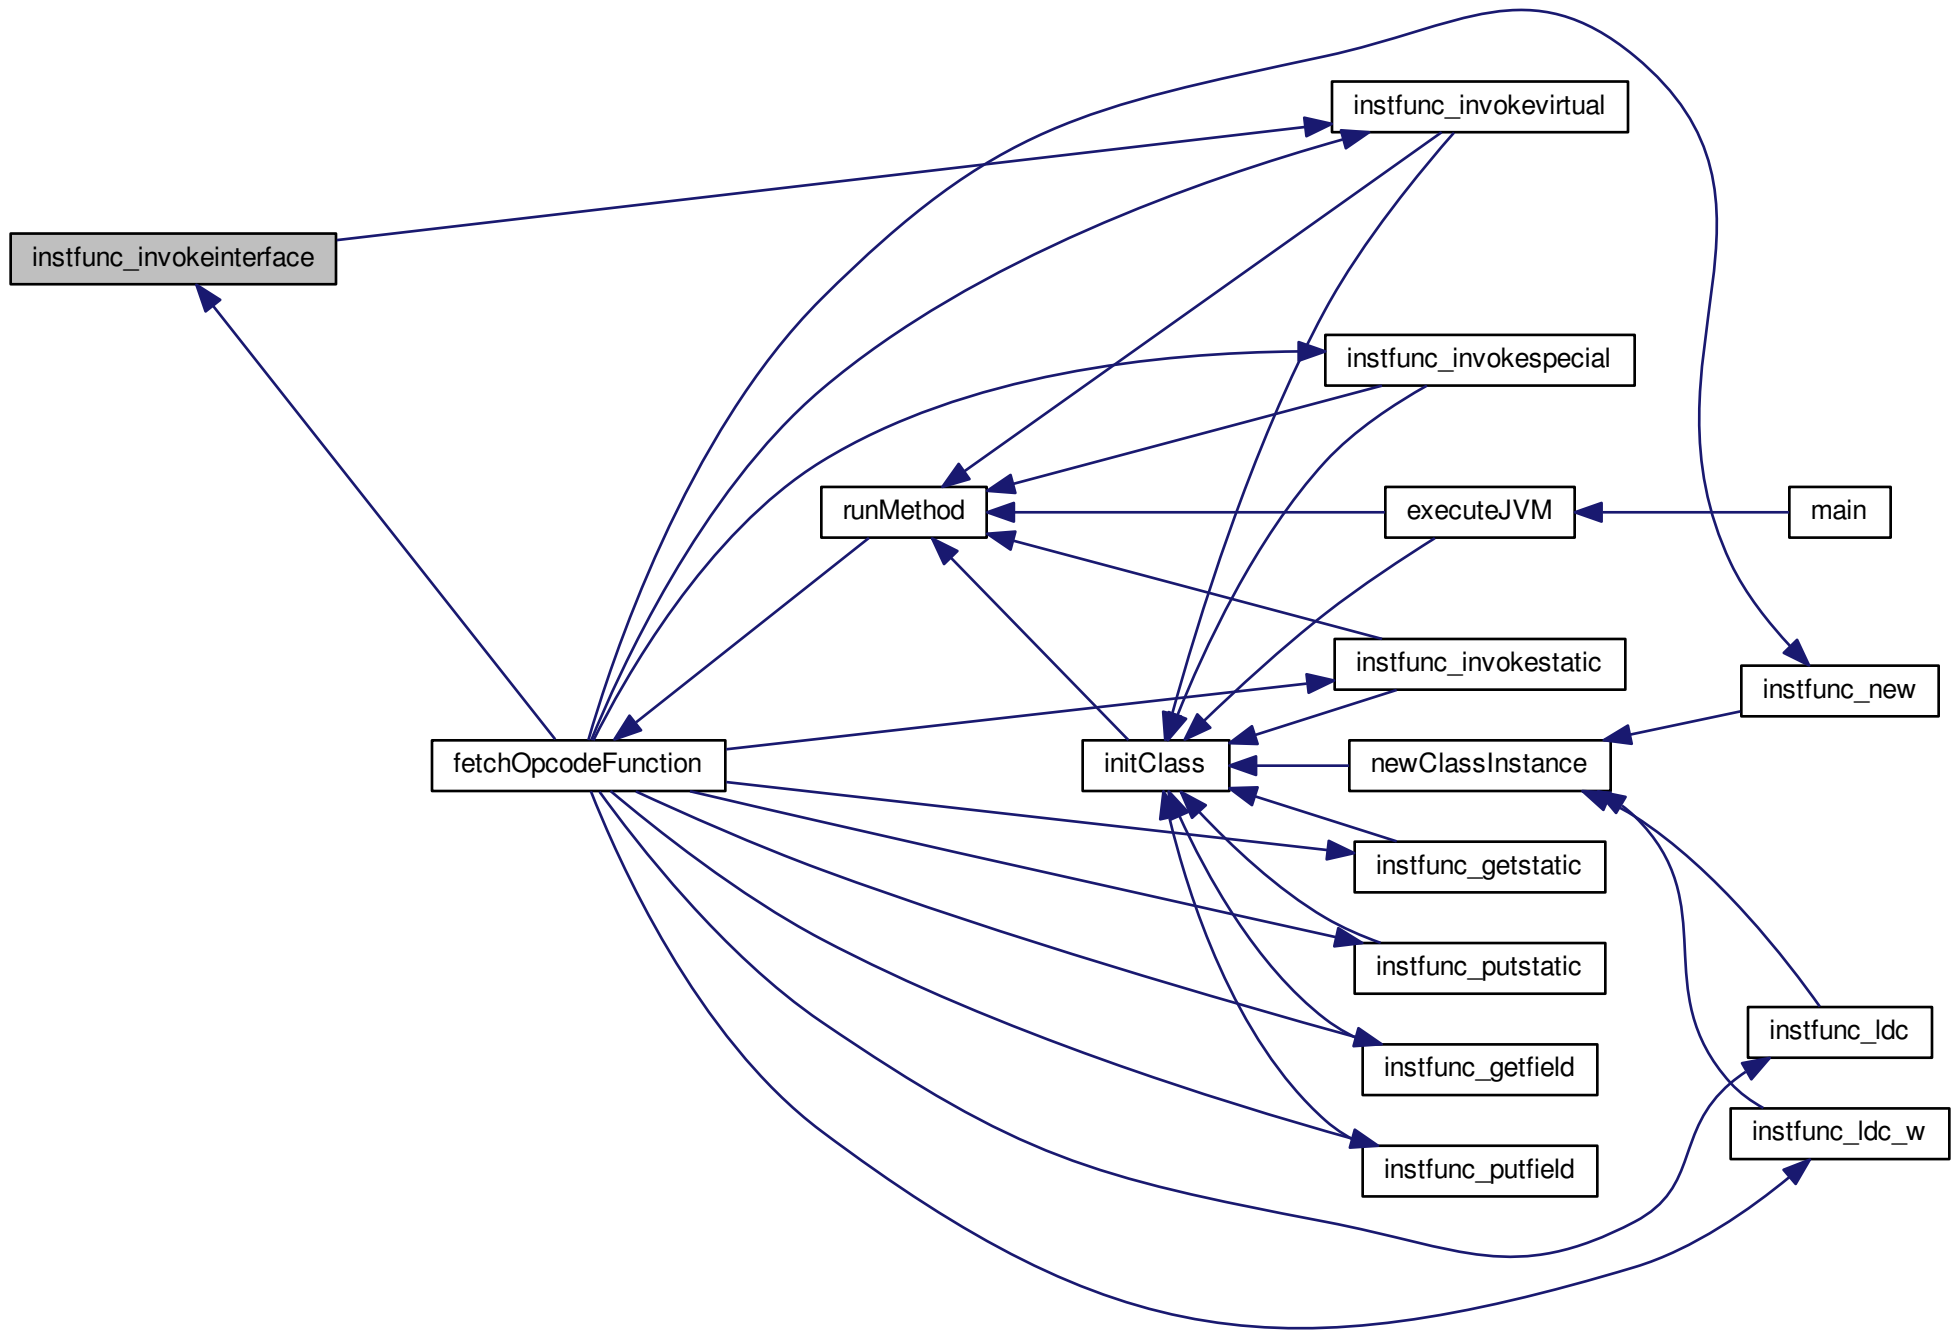 instfunc_invokevirtual
instfunc_invokeinterface
instfunc_invokespecial
runMethod
executeJVM
main
instfunc_invokestatic
instfunc_new
fetchOpcodeFunction
initClass
newClassInstance
instfunc_getstatic
instfunc_putstatic
instfunc_ldc
instfunc_getfield
instfunc_ldc_w
instfunc_putfield